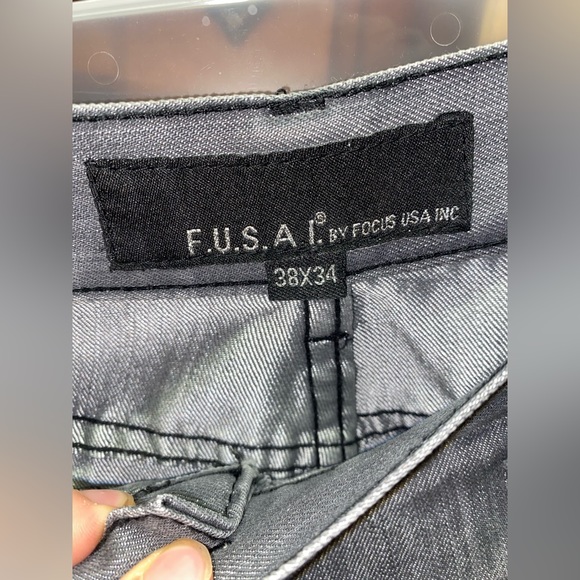 F.U.S.A I.® BY FOCUS USA INC
38X34